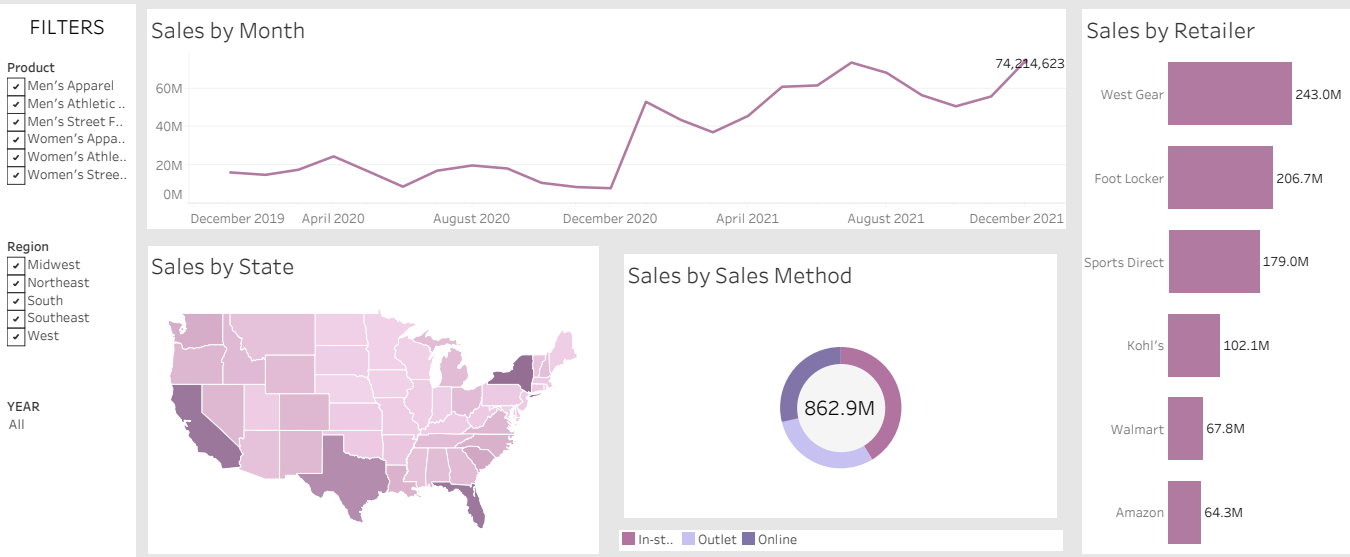 FILTERS
Product
Men's Apparel
Men's Athletic ..
Men's Street F..
Women's Appa..
Women's Athle..
Women's Stree..
Region
Midwest
Northeast
South
Southeast
West
YEAR
All
Sales by Month
74,214,623
60M
40M
20M
0M
December 2019 April 2020 August 2020 December 2020 April 2021 August 2021 December 2021
Sales by State
Sales by Sales Method
862.9M
In-st.. Outlet Online
Sales by Retailer
West Gear 243.0M
Foot Locker 206.7M
Sports Direct 179.0M
Kohl's 102.1M
Walmart 67.8M
Amazon 64.3M